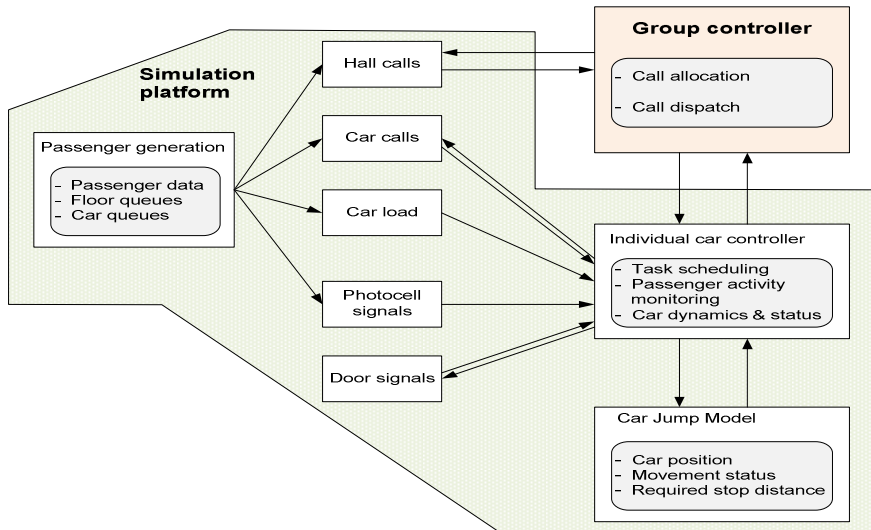 Simulation
platform
Passenger generation
- Passenger data
- Floor queues
- Car queues
Hall calls
Car calls
Car load
Photocell
signals
Door signals
Group controller
- Call allocation
- Call dispatch
Individual car controller
- Task scheduling
- Passenger activity
monitoring
- Car dynamics & status
Car Jump Model
- Car position
- Movement status
- Required stop distance